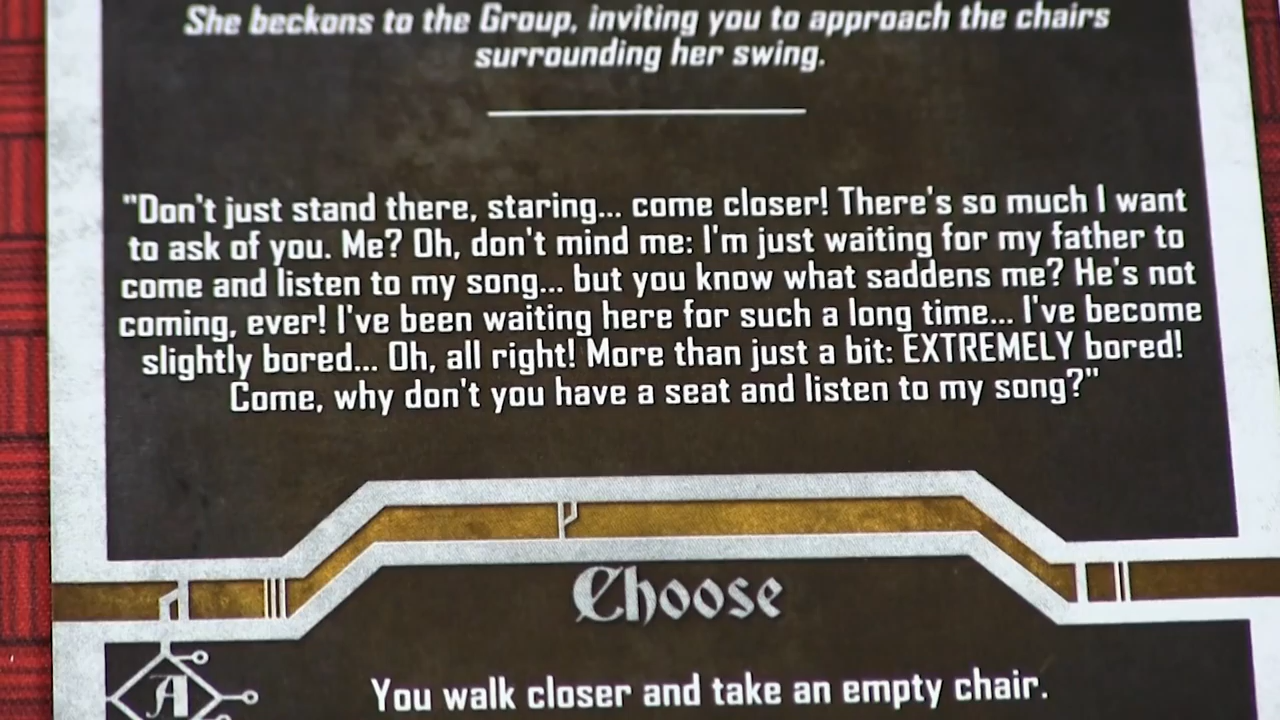 She beckons to the Group, inviting you to approach the chairs
surrounding her swing.
"Don't just stand there, staring... come closer! There's so much I want
to ask of you. Me? Oh, don't mind me: I'm just waiting for my father to
come and listen to my song... but you know what saddens me? He's not
coming, ever! I've been waiting here for such a long time... I've become
slightly bored... Oh, all right! More than just a bit: EXTREMELY bored!
Come, why don't you have a seat and listen to my song?"
Choose
A
You walk closer and take an empty chair.